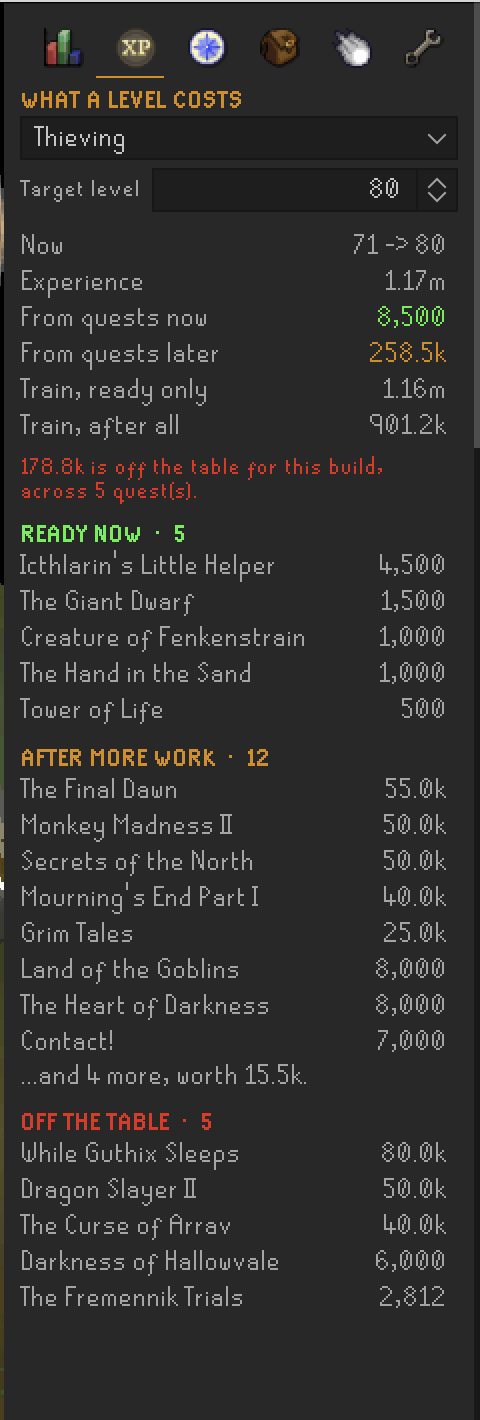 XP
WHAT A LEVEL COSTS
Thieving
Target level 80
Now 71 -> 80
Experience 1.17m
From quests now 8,500
From quests later 258.5k
Train, ready only 1.16m
Train, after all 901.2k
178.8k is off the table for this build,
across 5 quest(s).
READY NOW · 5
Icthlarin's Little Helper 4,500
The Giant Dwarf 1,500
Creature of Fenkenstrain 1,000
The Hand in the Sand 1,000
Tower of Life 500
AFTER MORE WORK · 12
The Final Dawn 55.0k
Monkey Madness II 50.0k
Secrets of the North 50.0k
Mourning's End Part I 40.0k
Grim Tales 25.0k
Land of the Goblins 8,000
The Heart of Darkness 8,000
Contact! 7,000
...and 4 more, worth 15.5k.
OFF THE TABLE · 5
While Guthix Sleeps 80.0k
Dragon Slayer II 50.0k
The Curse of Arrav 40.0k
Darkness of Hallowvale 6,000
The Fremennik Trials 2,812